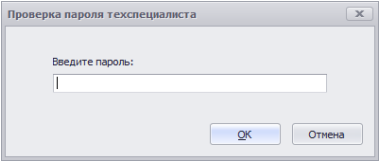 Проверка пароля техспециалиста
Введите пароль:
OK
Отмена